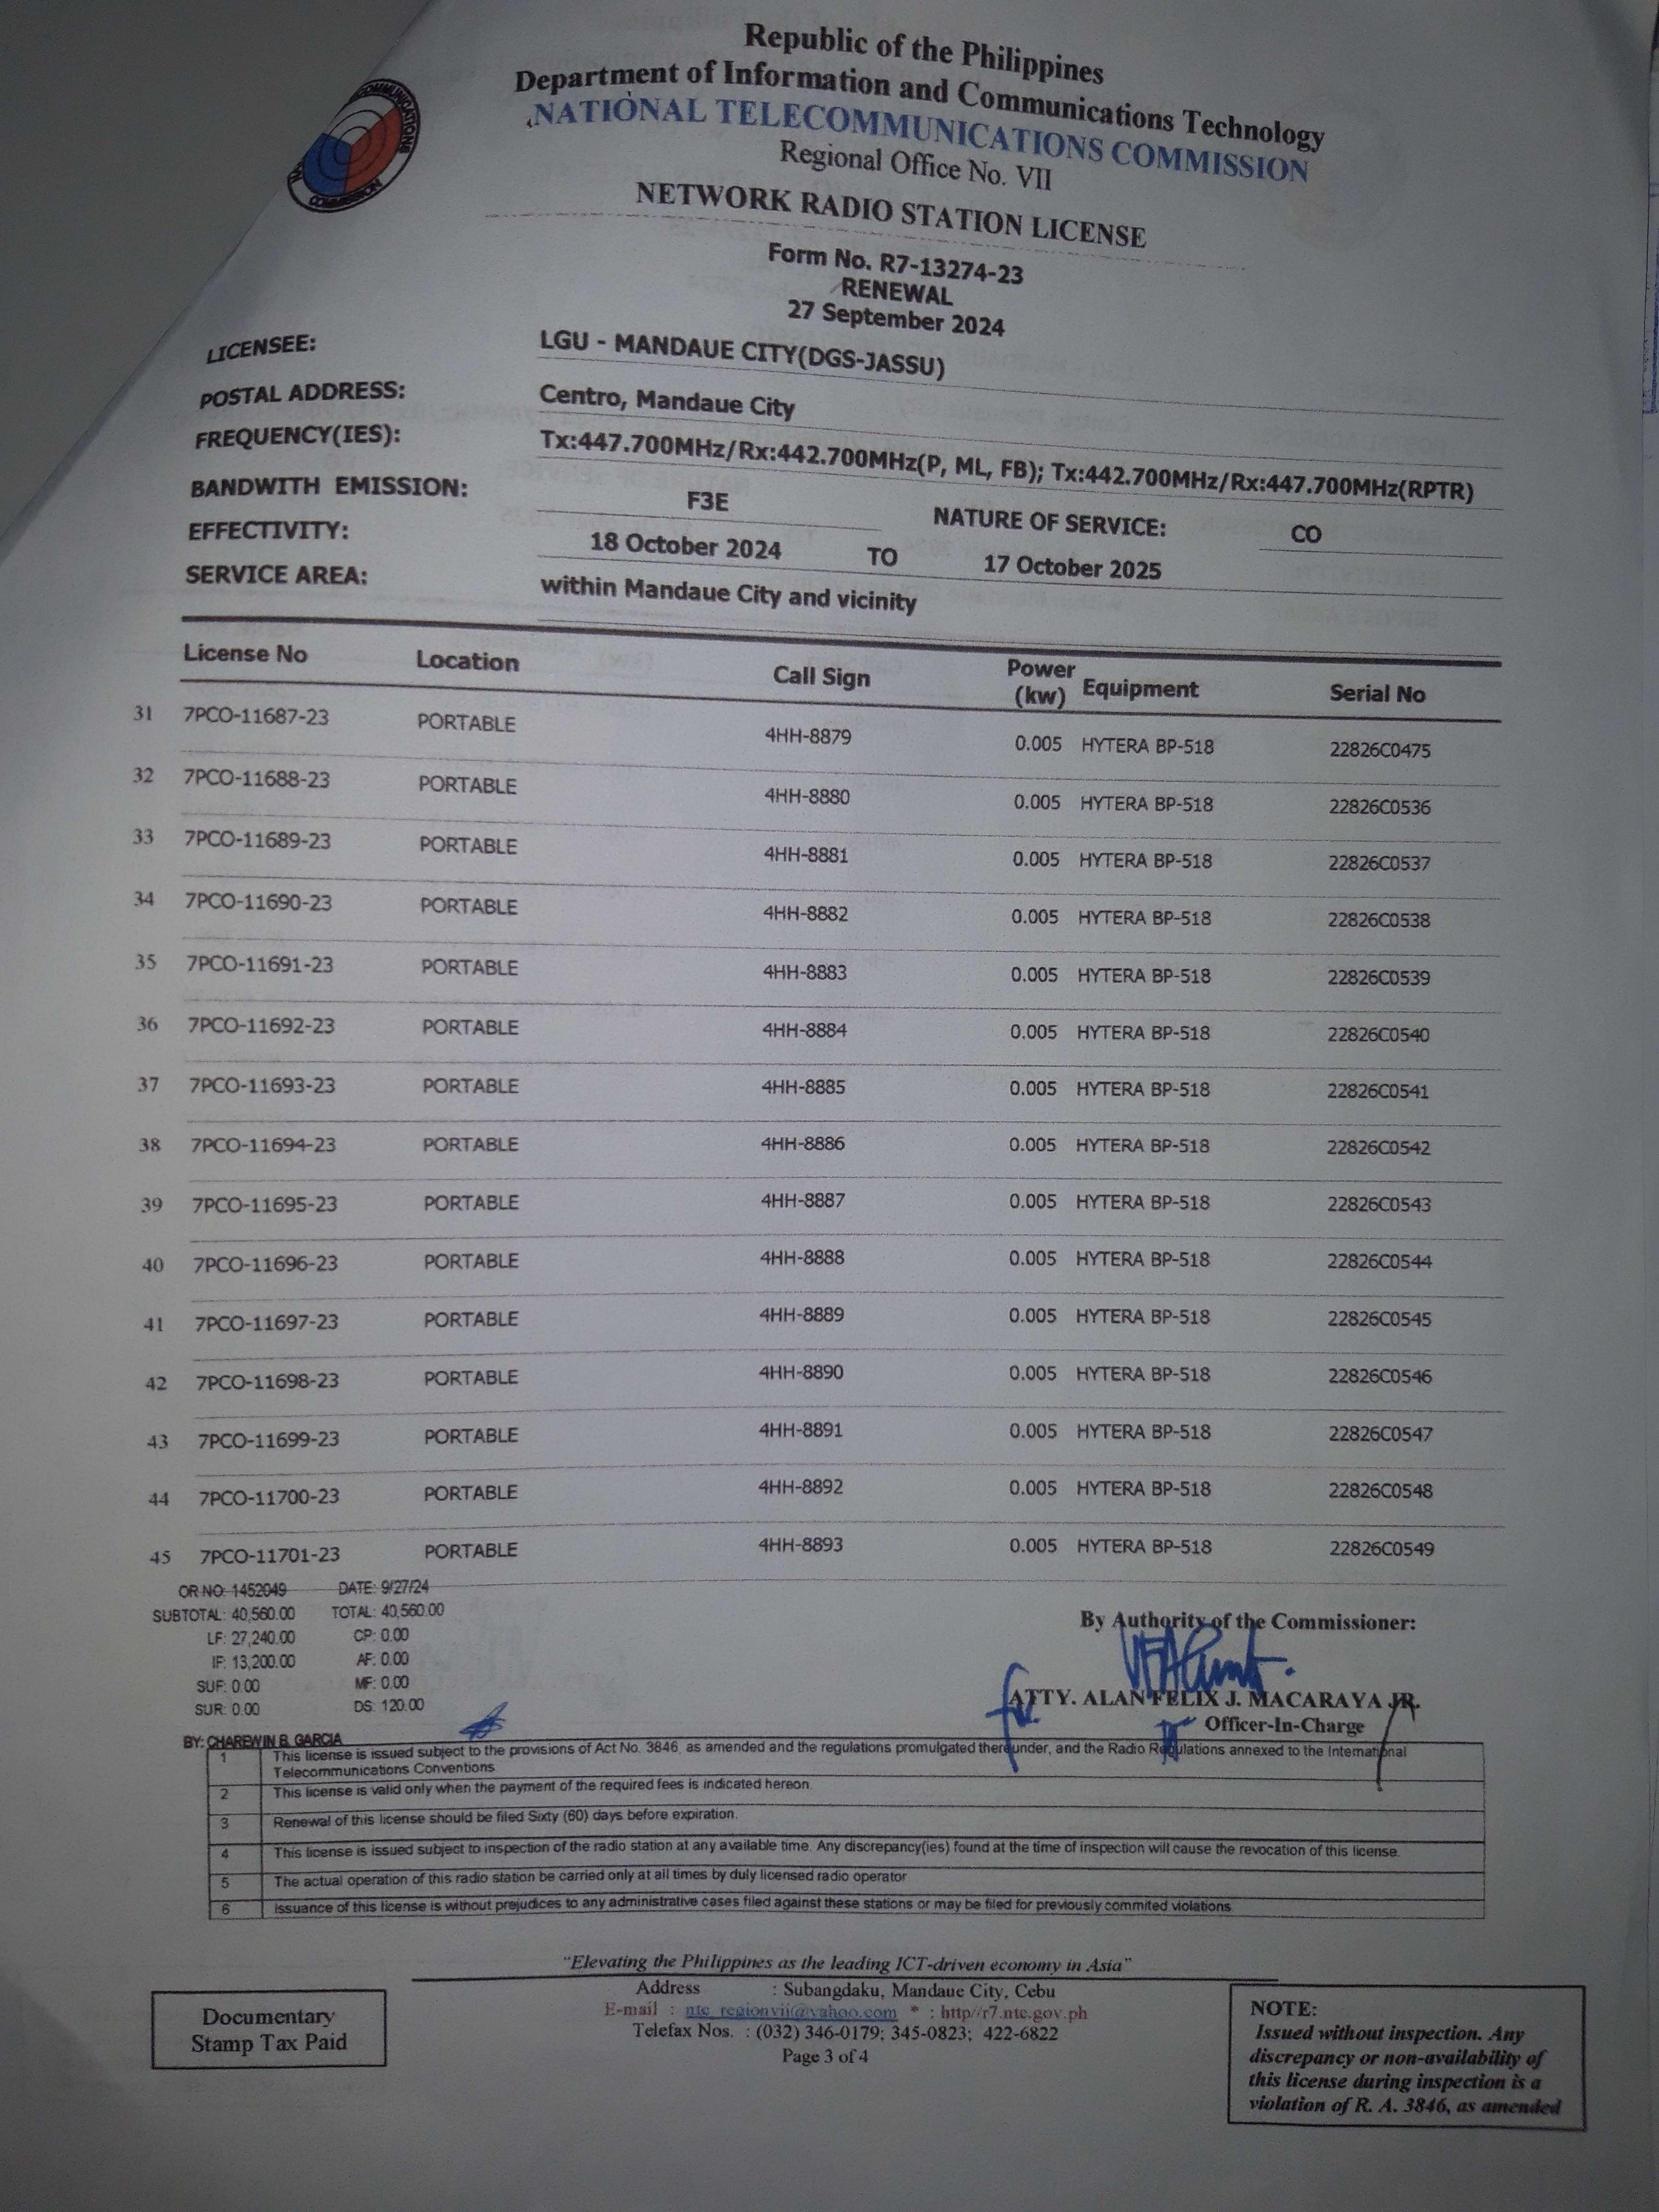 Republic of the Philippines
Department of Information and Communications Technology
NATIONAL TELECOMMUNICATIONS COMMISSION
Regional Office No. VII
NETWORK RADIO STATION LICENSE
Form No. R7-13274-23
RENEWAL
27 September 2024
LICENSEE: LGU - MANDAUE CITY(DGS-JASSU)
POSTAL ADDRESS: Centro, Mandaue City
FREQUENCY(IES): Tx:447.700MHz/Rx:442.700MHz(P, ML, FB); Tx:442.700MHz/Rx:447.700MHz(RPTR)
BANDWITH EMISSION: F3E NATURE OF SERVICE: CO
EFFECTIVITY: 18 October 2024 TO 17 October 2025
SERVICE AREA: within Mandaue City and vicinity
License No Location Call Sign Power (kw) Equipment Serial No
31 7PCO-11687-23 PORTABLE 4HH-8879 0.005 HYTERA BP-518 22826C0475
32 7PCO-11688-23 PORTABLE 4HH-8880 0.005 HYTERA BP-518 22826C0536
33 7PCO-11689-23 PORTABLE 4HH-8881 0.005 HYTERA BP-518 22826C0537
34 7PCO-11690-23 PORTABLE 4HH-8882 0.005 HYTERA BP-518 22826C0538
35 7PCO-11691-23 PORTABLE 4HH-8883 0.005 HYTERA BP-518 22826C0539
36 7PCO-11692-23 PORTABLE 4HH-8884 0.005 HYTERA BP-518 22826C0540
37 7PCO-11693-23 PORTABLE 4HH-8885 0.005 HYTERA BP-518 22826C0541
38 7PCO-11694-23 PORTABLE 4HH-8886 0.005 HYTERA BP-518 22826C0542
39 7PCO-11695-23 PORTABLE 4HH-8887 0.005 HYTERA BP-518 22826C0543
40 7PCO-11696-23 PORTABLE 4HH-8888 0.005 HYTERA BP-518 22826C0544
41 7PCO-11697-23 PORTABLE 4HH-8889 0.005 HYTERA BP-518 22826C0545
42 7PCO-11698-23 PORTABLE 4HH-8890 0.005 HYTERA BP-518 22826C0546
43 7PCO-11699-23 PORTABLE 4HH-8891 0.005 HYTERA BP-518 22826C0547
44 7PCO-11700-23 PORTABLE 4HH-8892 0.005 HYTERA BP-518 22826C0548
45 7PCO-11701-23 PORTABLE 4HH-8893 0.005 HYTERA BP-518 22826C0549
OR NO: 1452049 DATE: 9/27/24
SUBTOTAL: 40,560.00 TOTAL: 40,560.00
LF: 27,240.00 CP: 0.00
IF: 13,200.00 AF: 0.00
SUF: 0.00 MF: 0.00
SUR: 0.00 DS: 120.00
BY: CHAREWIN B. GARCIA
By Authority of the Commissioner:
ATTY. ALAN FELIX J. MACARAYA JR.
Officer-In-Charge
1 This license is issued subject to the provisions of Act No. 3846, as amended and the regulations promulgated thereunder, and the Radio Regulations annexed to the International
Telecommunications Conventions
2 This license is valid only when the payment of the required fees is indicated hereon.
3 Renewal of this license should be filed Sixty (60) days before expiration.
4 This license is issued subject to inspection of the radio station at any available time. Any discrepancy(ies) found at the time of inspection will cause the revocation of this license.
5 The actual operation of this radio station be carried only at all times by duly licensed radio operator
6 Issuance of this license is without prejudices to any administrative cases filed against these stations or may be filed for previously commited violations
"Elevating the Philippines as the leading ICT-driven economy in Asia"
Address : Subangdaku, Mandaue City, Cebu
E-mail : ntc_regionvii@yahoo.com * : http//r7.ntc.gov.ph
Telefax Nos. : (032) 346-0179; 345-0823; 422-6822
Page 3 of 4
Documentary
Stamp Tax Paid
NOTE:
Issued without inspection. Any
discrepancy or non-availability of
this license during inspection is a
violation of R. A. 3846, as amended